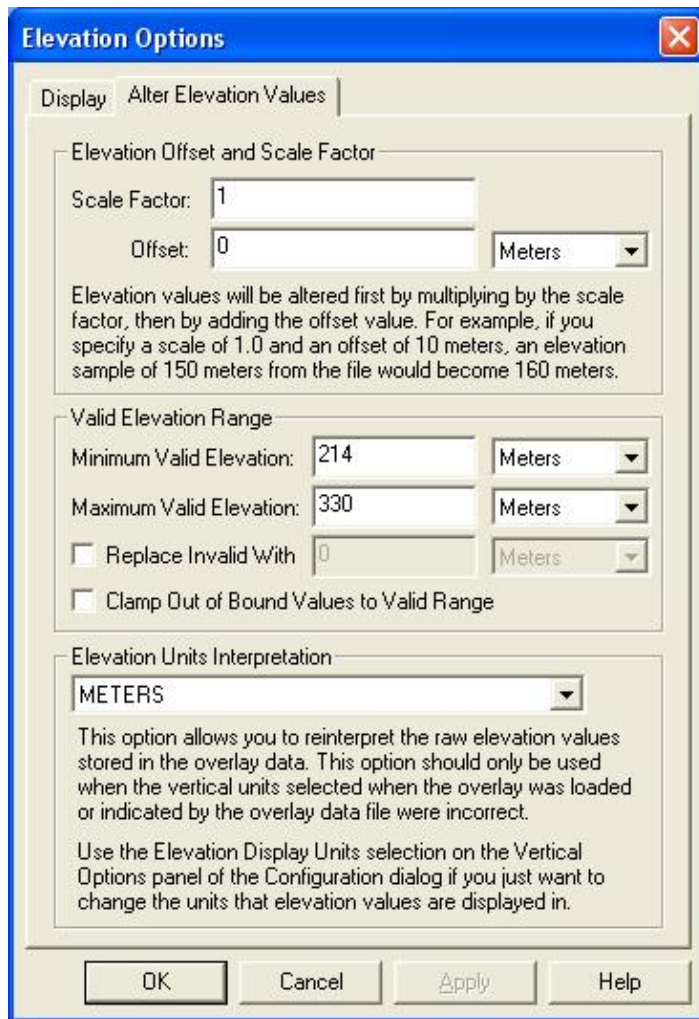 Elevation Options
Display Alter Elevation Values
Elevation Offset and Scale Factor
Scale Factor: 1
Offset: 0 Meters
Elevation values will be altered first by multiplying by the scale
factor, then by adding the offset value. For example, if you
specify a scale of 1.0 and an offset of 10 meters, an elevation
sample of 150 meters from the file would become 160 meters.
Valid Elevation Range
Minimum Valid Elevation: 214 Meters
Maximum Valid Elevation: 330 Meters
Replace Invalid With 0 Meters
Clamp Out of Bound Values to Valid Range
Elevation Units Interpretation
METERS
This option allows you to reinterpret the raw elevation values
stored in the overlay data. This option should only be used
when the vertical units selected when the overlay was loaded
or indicated by the overlay data file were incorrect.
Use the Elevation Display Units selection on the Vertical
Options panel of the Configuration dialog if you just want to
change the units that elevation values are displayed in.
OK Cancel Apply Help